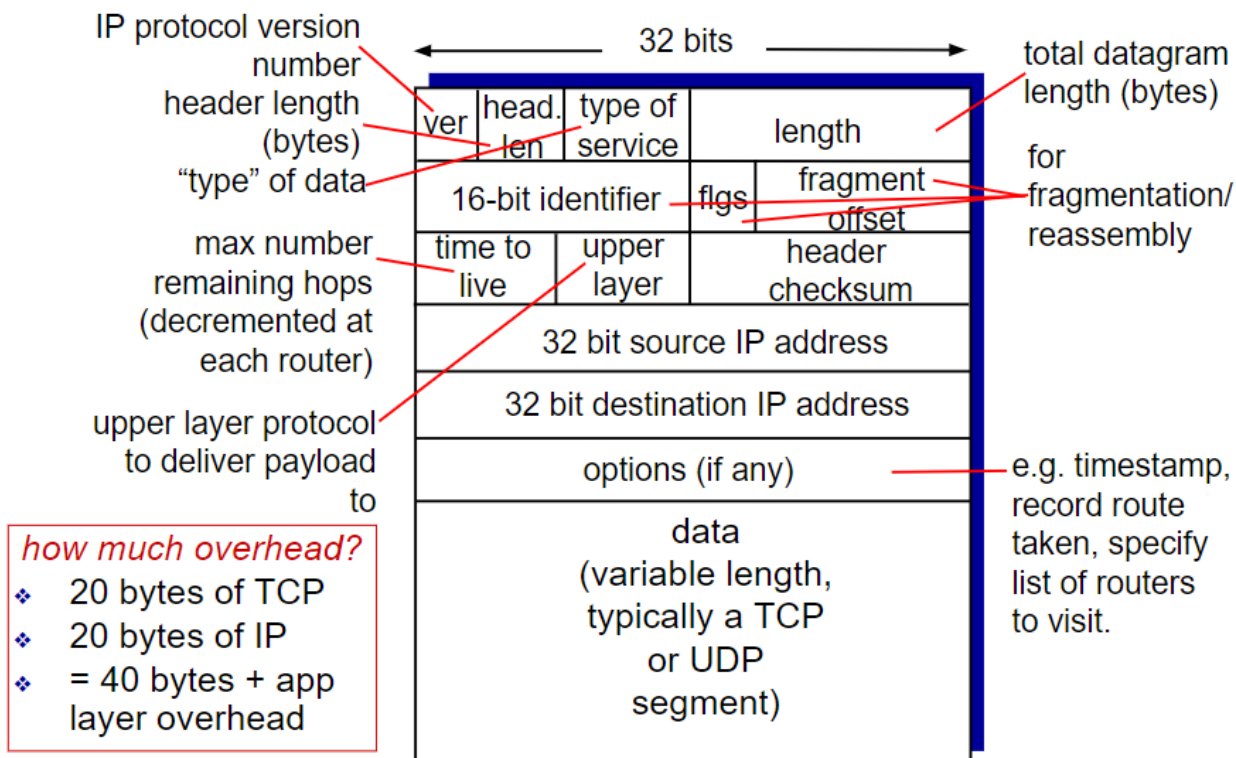 IP protocol version
number
header length
(bytes)
“type” of data
max number
remaining hops
(decremented at
each router)
upper layer protocol
to deliver payload
to
how much overhead?
❖ 20 bytes of TCP
❖ 20 bytes of IP
❖ = 40 bytes + app
layer overhead
32 bits
ver
head.
len
type of
service
length
16-bit identifier
flgs
fragment
offset
time to
live
upper
layer
header
checksum
32 bit source IP address
32 bit destination IP address
options (if any)
data
(variable length,
typically a TCP
or UDP
segment)
total datagram
length (bytes)
for
fragmentation/
reassembly
e.g. timestamp,
record route
taken, specify
list of routers
to visit.